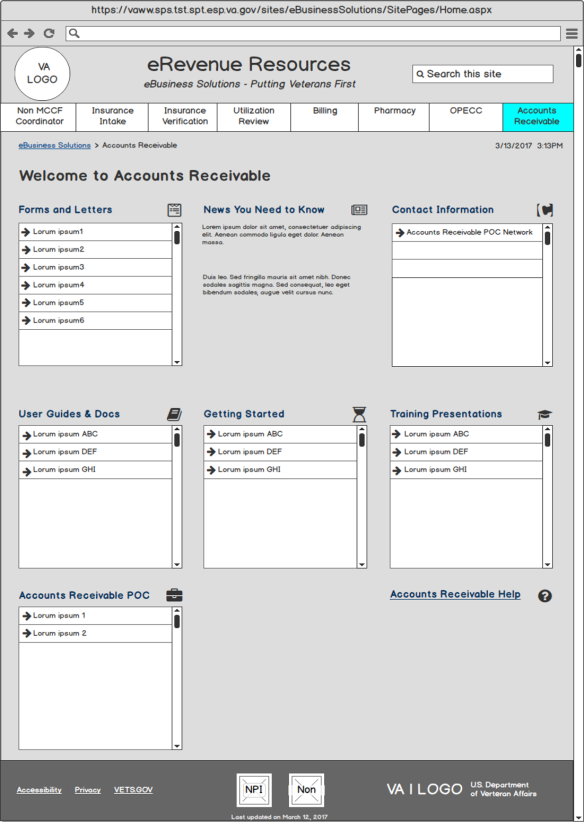 https://vaww.sps.tst.spt.esp.va.gov/sites/eBusinessSolutions/SitePages/Home.aspx
VA
LOGO
eRevenue Resources
eBusiness Solutions - Putting Veterans First
Search this site
Non MCCF
Coordinator
Insurance
Intake
Insurance
Verification
Utilization
Review
Billing
Pharmacy
OPECC
Accounts
Receivable
eBusiness Solutions > Accounts Receivable
3/13/2017 3:13PM
Welcome to Accounts Receivable
Forms and Letters
Lorum ipsum1
Lorum ipsum2
Lorum ipsum3
Lorum ipsum4
Lorum ipsum5
Lorum ipsum6
News You Need to Know
Lorem ipsum dolor sit amet, consectetuer adipiscing
elit. Aenean commodo ligula eget dolor. Aenean
massa.
Duis leo. Sed fringilla mauris sit amet nibh. Donec
sodales sagittis magna. Sed consequat, leo eget
bibendum sodales, augue velit cursus nunc.
Contact Information
Accounts Receivable POC Network
User Guides & Docs
Lorum ipsum ABC
Lorum ipsum DEF
Lorum ipsum GHI
Getting Started
Lorum ipsum ABC
Lorum ipsum DEF
Lorum ipsum GHI
Training Presentations
Lorum ipsum ABC
Lorum ipsum DEF
Lorum ipsum GHI
Accounts Receivable POC
Lorum ipsum 1
Lorum ipsum 2
Accounts Receivable Help
?
Accessibility
Privacy
VETS.GOV
NPI
Non
VA | LOGO
U.S. Department
of Verteran Affairs
Last updated on March 12, 2017